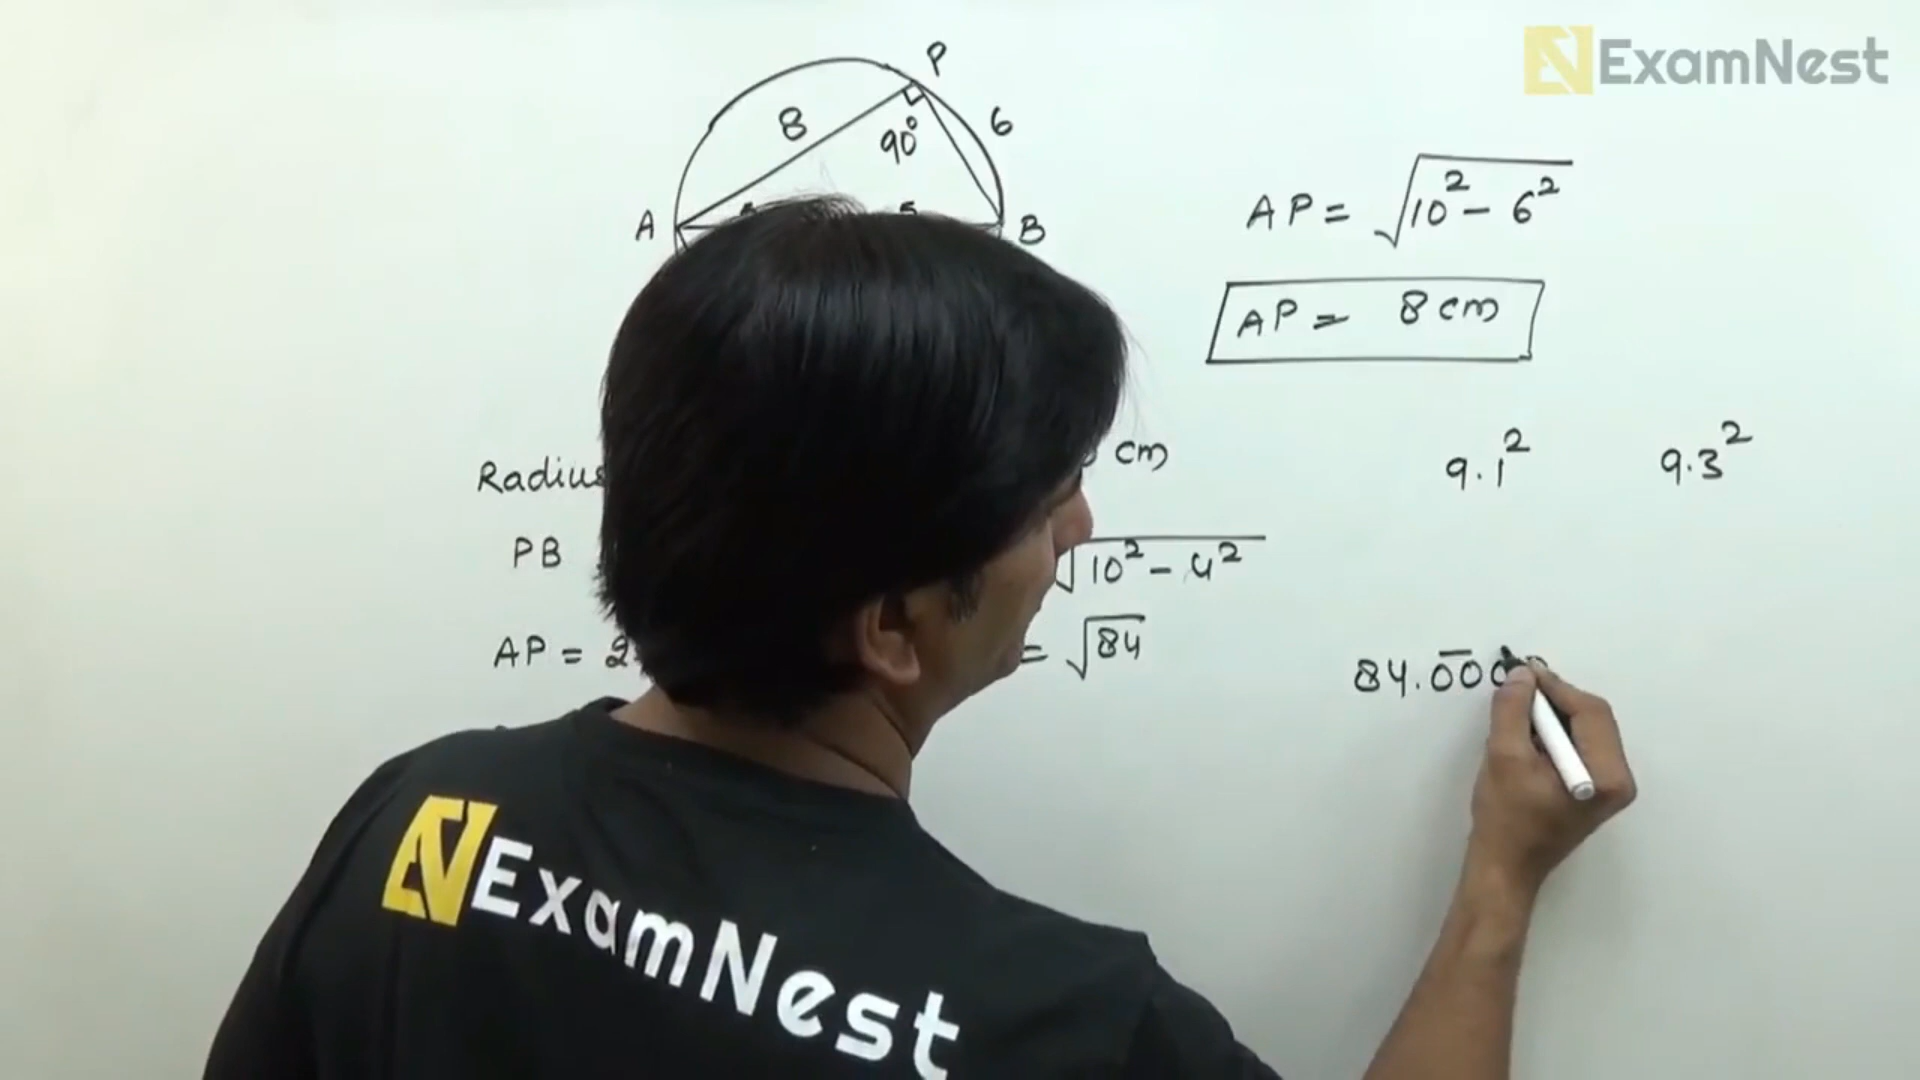 ExamNest
P
8
6
90°
A
B
5
AP = √10² - 6²
AP = 8 cm
9.1² 9.3²
Radius cm
PB √10² - 4²
AP = 2 = √84
84.000
ExamNest